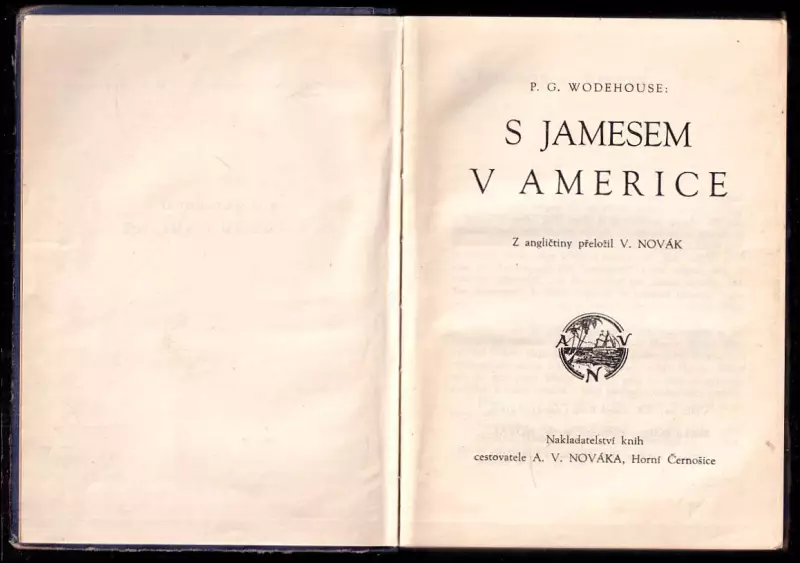 P. G. WODEHOUSE:
S JAMESEM
V AMERICE
Z angličtiny přeložil V. NOVÁK
A V
N
Nakladatelství knih
cestovatele A. V. NOVÁKA, Horní Černošice